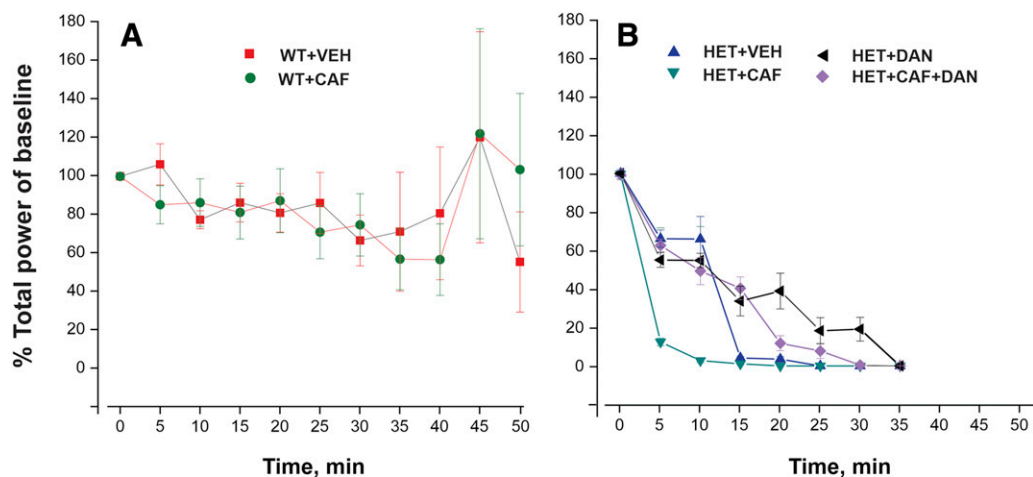 A
WT+VEH
WT+CAF
% Total power of baseline
180
160
140
120
100
80
60
40
20
0
0 5 10 15 20 25 30 35 40 45 50
Time, min
B
HET+VEH
HET+CAF
HET+DAN
HET+CAF+DAN
180
160
140
120
100
80
60
40
20
0
0 5 10 15 20 25 30 35 40 45 50
Time, min